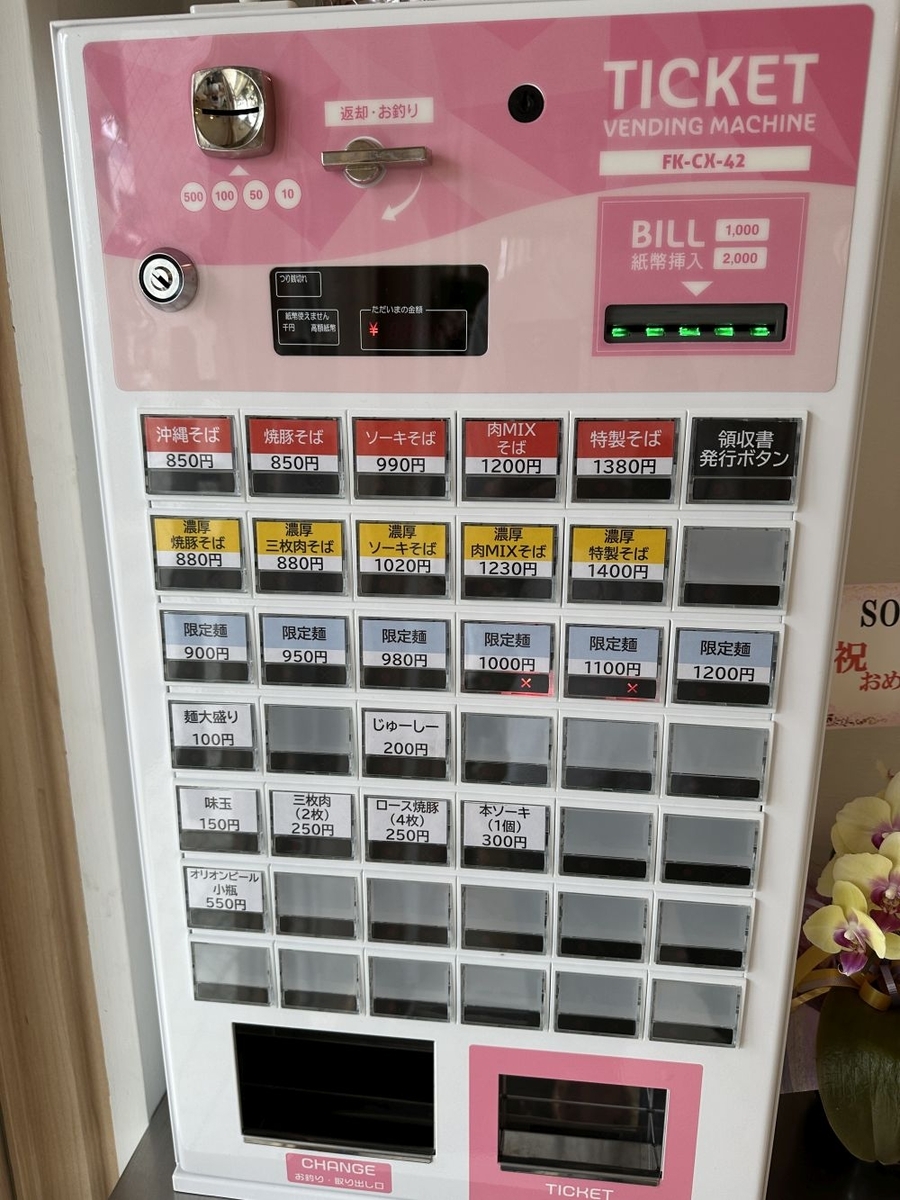 TICKET
VENDING MACHINE
FK-CX-42
返却・お釣り
500 100 50 10
BILL
紙幣挿入
1,000
2,000
つり銭切れ
紙幣使えません
千円 高額紙幣
ただいまの金額
¥
沖縄そば
850円
焼豚そば
850円
ソーキそば
990円
肉MIX
そば
1200円
特製そば
1380円
領収書
発行ボタン
濃厚
焼豚そば
880円
濃厚
三枚肉そば
880円
濃厚
ソーキそば
1020円
濃厚
肉MIXそば
1230円
濃厚
特製そば
1400円
限定麺
900円
限定麺
950円
限定麺
980円
限定麺
1000円
×
限定麺
1100円
×
限定麺
1200円
麺大盛り
100円
じゅーしー
200円
味玉
150円
三枚肉
(2枚)
250円
ロース焼豚
(4枚)
250円
本ソーキ
(1個)
300円
オリオンビール
小瓶
550円
SO
祝
おめ
CHANGE
お釣り・取り出し口
TICKET